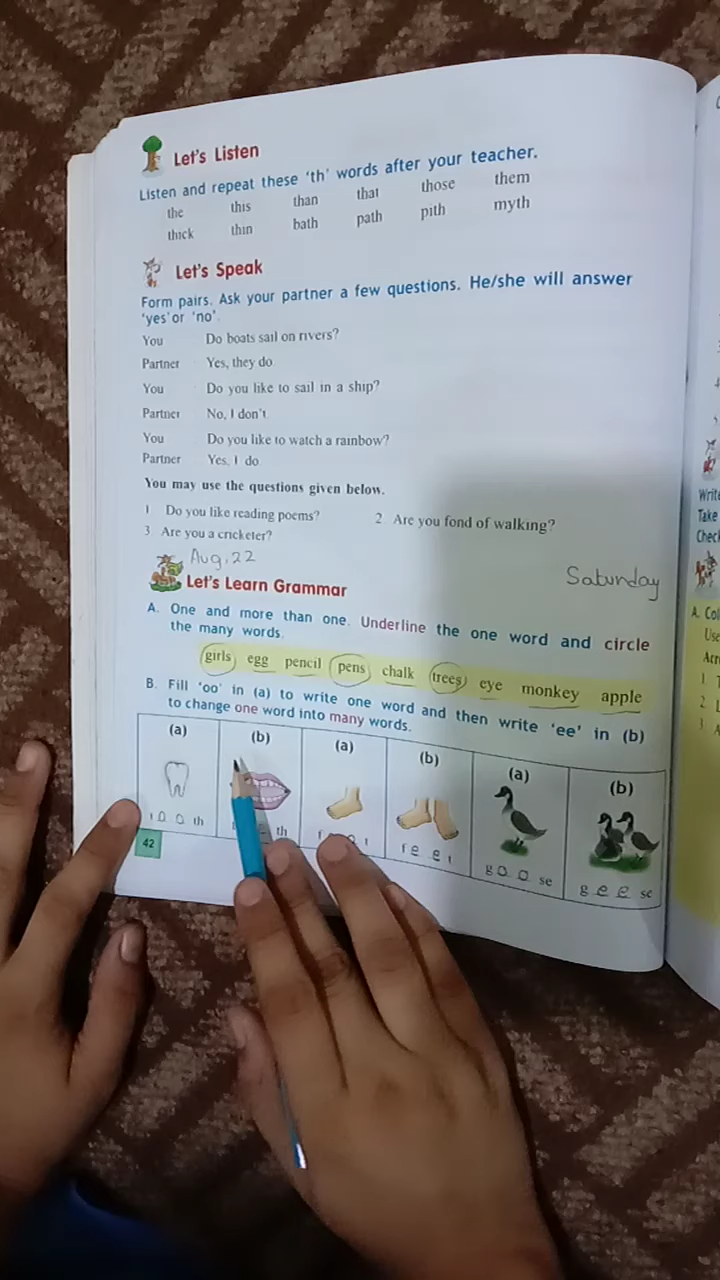 Let's Listen
Listen and repeat these 'th' words after your teacher.
the this than that those them
thick thin bath path pith myth
Let's Speak
Form pairs. Ask your partner a few questions. He/she will answer
'yes' or 'no'.
You Do boats sail on rivers?
Partner Yes, they do
You Do you like to sail in a ship?
Partner No, I don't
You Do you like to watch a rainbow?
Partner Yes, I do
You may use the questions given below.
1 Do you like reading poems? 2. Are you fond of walking?
3 Are you a cricketer?
Aug, 22
Let's Learn Grammar
Saturday
A. One and more than one. Underline the one word and circle
the many words.
girls egg pencil pens chalk trees eye monkey apple
B. Fill 'oo' in (a) to write one word and then write 'ee' in (b)
to change one word into many words.
(a) (b) (a) (b) (a) (b)
t o o th th f o t f e e t g o o se g e e se
42
Write
Take
Check
A. Col
Use